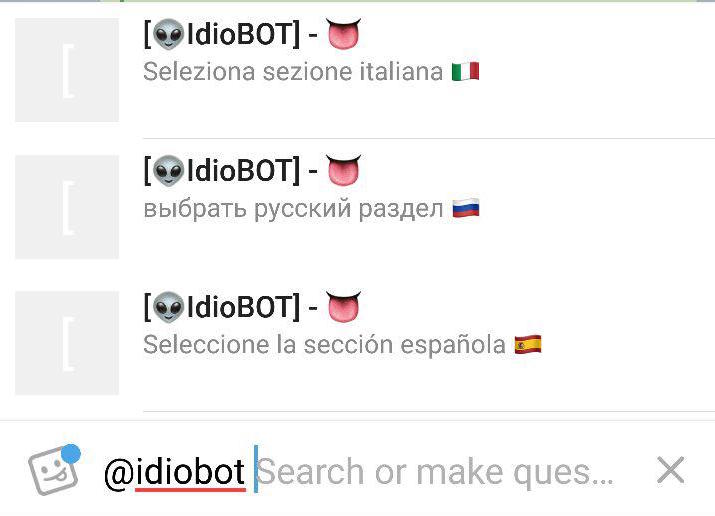 [👽IdioBOT] - 👅
Seleziona sezione italiana 🇮🇹
[
[👽IdioBOT] - 👅
выбрать русский раздел 🇷🇺
[
[👽IdioBOT] - 👅
Seleccione la sección española 🇪🇸
[
@idiobot Search or make ques...